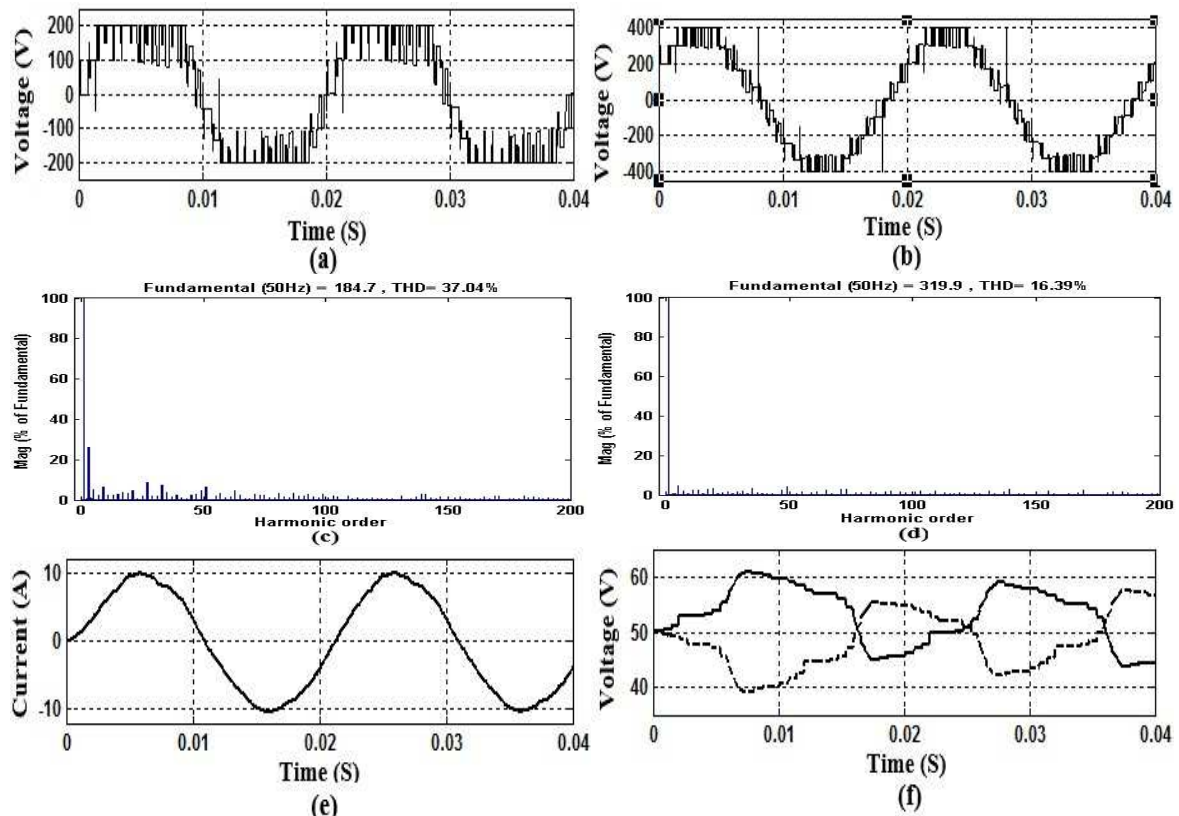 200
100
0
-100
-200
Voltage (V)
0
0.01
0.02
0.03
0.04
Time (S)
(a)
400
200
0
200
-400
Voltage (V)
0
0.01
0.02
0.03
0.04
Time (S)
(b)
Fundamental (50Hz) = 184.7 , THD= 37.04%
100
80
60
40
20
0
Mag (% of Fundamental)
0
50
100
150
200
Harmonic order
(c)
Fundamental (50Hz) = 319.9 , THD= 16.39%
100
80
60
40
20
0
Mag (% of Fundamental)
0
50
100
150
200
Harmonic order
(d)
10
0
-10
Current (A)
0
0.01
0.02
0.03
0.04
Time (S)
(e)
60
50
40
Voltage (V)
0
0.01
0.02
0.03
0.04
Time (S)
(f)